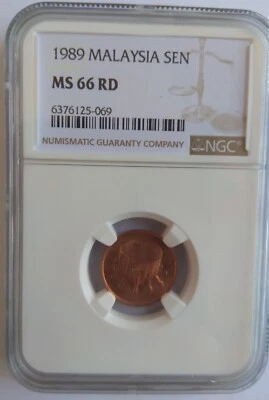 1989 MALAYSIA SEN
MS 66 RD
6376125-069
NUMISMATIC GUARANTY COMPANY
NGC